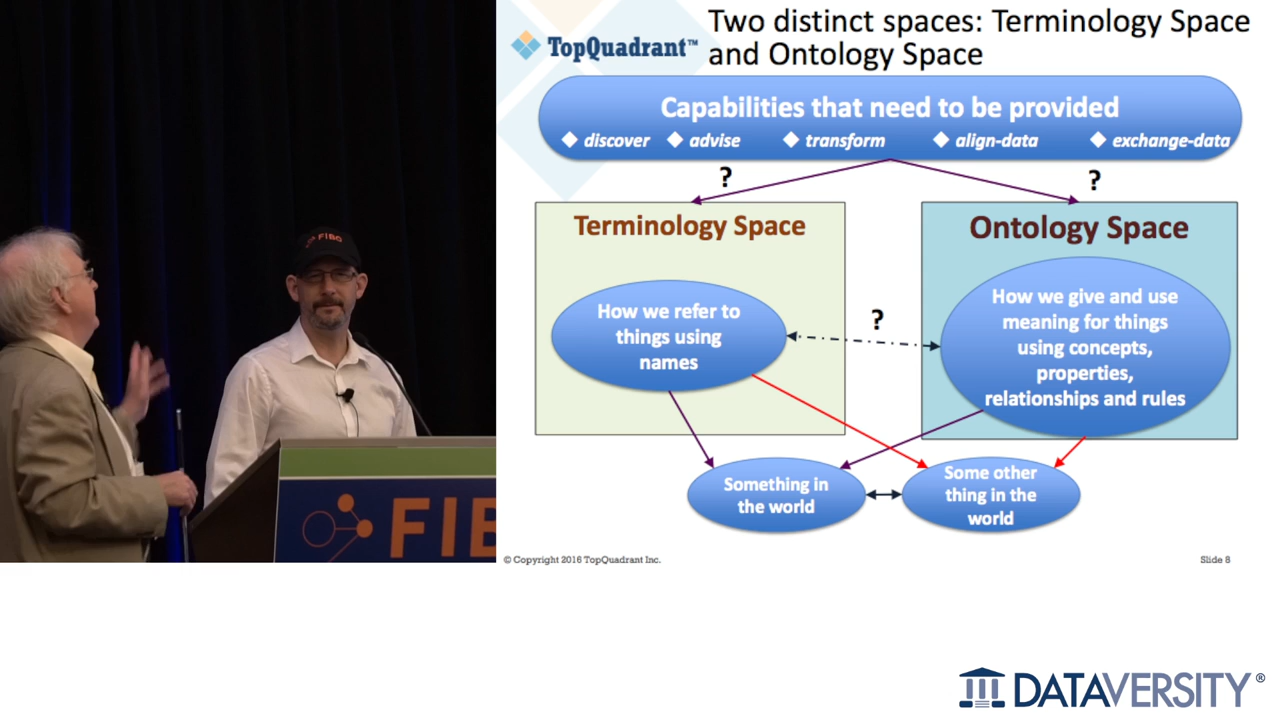 TopQuadrant™
Two distinct spaces: Terminology Space
and Ontology Space
Capabilities that need to be provided
◆ discover ◆ advise ◆ transform ◆ align-data ◆ exchange-data
? ?
Terminology Space
Ontology Space
How we refer to
things using
names
?
How we give and use
meaning for things
using concepts,
properties,
relationships and rules
Something in
the world
Some other
thing in the
world
© Copyright 2016 TopQuadrant Inc.
Slide 8
FIBO
FIB
DATAVERSITY®